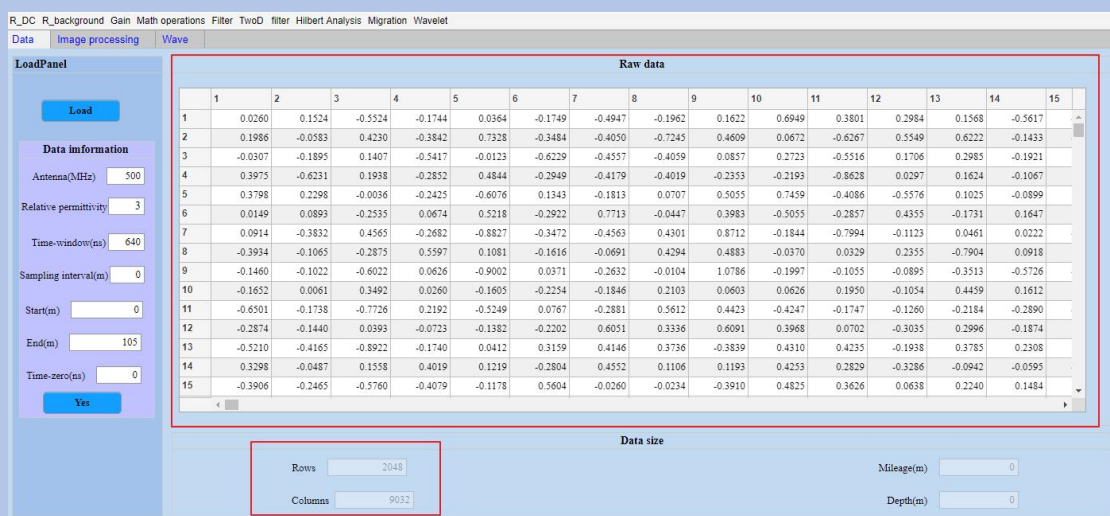 R_DC R_background Gain Math operations Filter TwoD filter Hilbert Analysis Migration Wavelet
Data Image processing Wave
LoadPanel
Load
Data imformation
Antenna(MHz) 500
Relative permittivity 3
Time-window(ns) 640
Sampling interval(m) 0
Start(m) 0
End(m) 105
Time-zero(ns) 0
Yes
Raw data
1 2 3 4 5 6 7 8 9 10 11 12 13 14 15
1 0.0260 0.1524 -0.5524 -0.1744 0.0364 -0.1749 -0.4947 -0.1962 0.1622 0.6949 0.3801 0.2984 0.1568 -0.5617
2 0.1986 -0.0583 0.4230 -0.3842 0.7328 -0.3484 -0.4050 -0.7245 0.4609 0.0672 -0.6267 0.5549 0.6222 -0.1433
3 -0.0307 -0.1895 0.1407 -0.5417 -0.0123 -0.6229 -0.4557 -0.4059 0.0857 0.2723 -0.5516 0.1706 0.2985 -0.1921
4 0.3975 -0.6231 0.1938 -0.2852 0.4844 -0.2949 -0.4179 -0.4019 -0.2353 -0.2193 -0.8628 0.0297 0.1624 -0.1067
5 0.3798 0.2298 -0.0036 -0.2425 -0.6076 0.1343 -0.1813 0.0707 0.5055 0.7459 -0.4086 -0.5576 0.1025 -0.0899
6 0.0149 0.0893 -0.2535 0.0674 0.5218 -0.2922 0.7713 -0.0447 0.3983 -0.5055 -0.2857 0.4355 -0.1731 0.1647
7 0.0914 -0.3832 0.4565 -0.2682 -0.8827 -0.3472 -0.4563 0.4301 0.8712 -0.1844 -0.7994 -0.1123 0.0461 0.0222
8 -0.3934 -0.1065 -0.2875 0.5597 0.1081 -0.1616 -0.0691 0.4294 0.4883 -0.0370 0.0329 0.2355 -0.7904 0.0918
9 -0.1460 -0.1022 -0.6022 0.0626 -0.9002 0.0371 -0.2632 -0.0104 1.0786 -0.1997 -0.1055 -0.0895 -0.3513 -0.5726
10 -0.1652 0.0061 0.3492 0.0260 -0.1605 -0.2254 -0.1846 0.2103 0.0603 0.0626 0.1950 -0.1054 0.4459 0.1612
11 -0.6501 -0.1738 -0.7726 0.2192 -0.5249 0.0767 -0.2881 0.5612 0.4423 -0.4247 -0.1747 -0.1260 -0.2184 -0.2890
12 -0.2874 -0.1440 0.0393 -0.0723 -0.1382 -0.2202 0.6051 0.3336 0.6091 0.3968 0.0702 -0.3035 0.2996 -0.1874
13 -0.5210 -0.4165 -0.8922 -0.1740 0.0412 0.3159 0.4146 0.3736 -0.3839 0.4310 0.4235 -0.1938 0.3785 0.2308
14 0.3298 -0.0487 0.1558 0.4019 0.1219 -0.2804 0.4552 0.1106 0.1193 0.4253 0.2829 -0.3286 -0.0942 -0.0595
15 -0.3906 -0.2465 -0.5760 -0.4079 -0.1178 0.5604 -0.0260 -0.0234 -0.3910 0.4825 0.3626 0.0638 0.2240 0.1484
Data size
Rows 2048 Mileage(m) 0
Columns 9032 Depth(m) 0